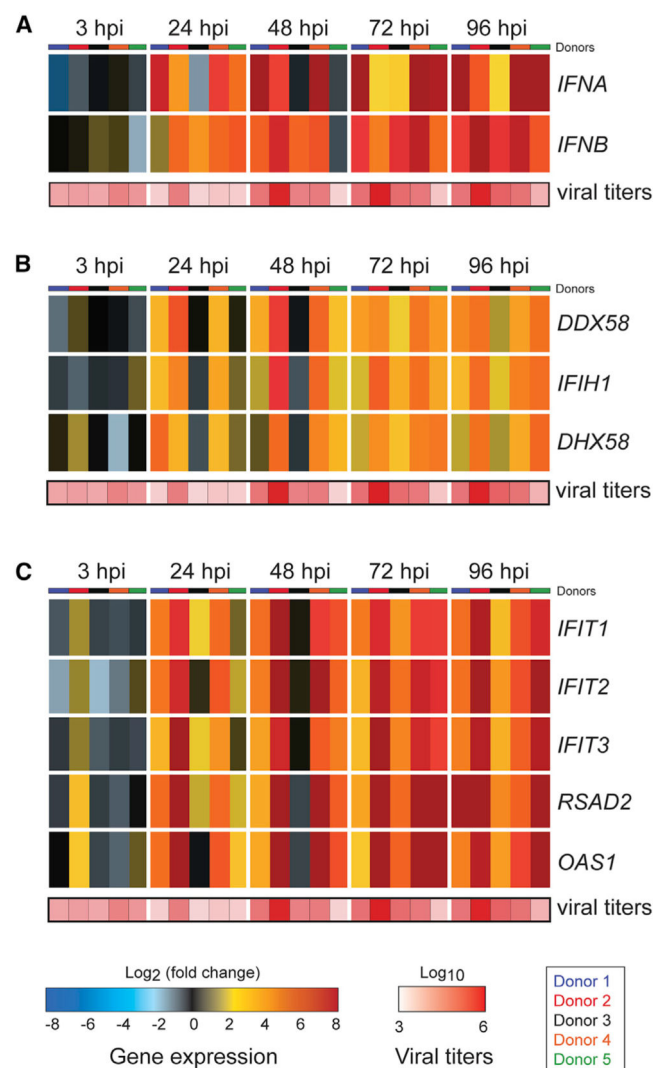 A
3 hpi 24 hpi 48 hpi 72 hpi 96 hpi
Donors
IFNA
IFNB
viral titers
B
3 hpi 24 hpi 48 hpi 72 hpi 96 hpi
Donors
DDX58
IFIH1
DHX58
viral titers
C
3 hpi 24 hpi 48 hpi 72 hpi 96 hpi
Donors
IFIT1
IFIT2
IFIT3
RSAD2
OAS1
viral titers
Log2 (fold change)
-8 -6 -4 -2 0 2 4 6 8
Gene expression
Log10
3 6
Viral titers
Donor 1
Donor 2
Donor 3
Donor 4
Donor 5